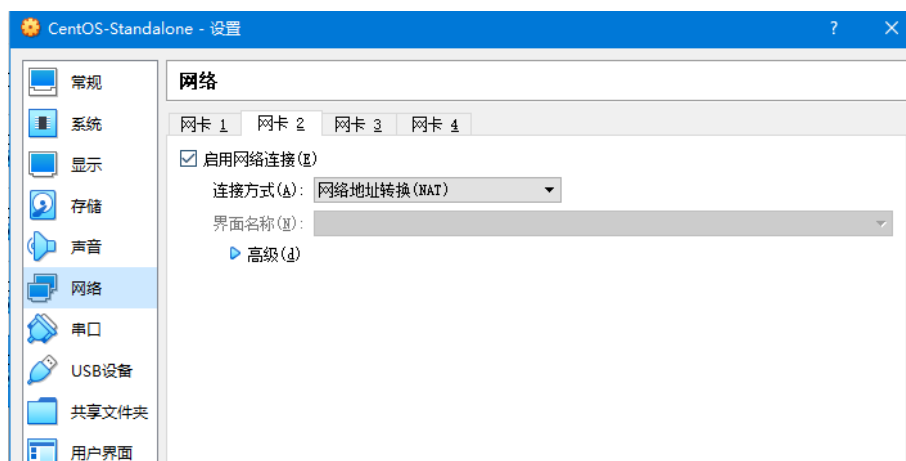 CentOS-Standalone - 设置
?
×
常规
系统
显示
存储
声音
网络
串口
USB设备
共享文件夹
用户界面
网络
网卡 1 网卡 2 网卡 3 网卡 4
启用网络连接(E)
连接方式(A): 网络地址转换(NAT)
界面名称(N):
高级(d)